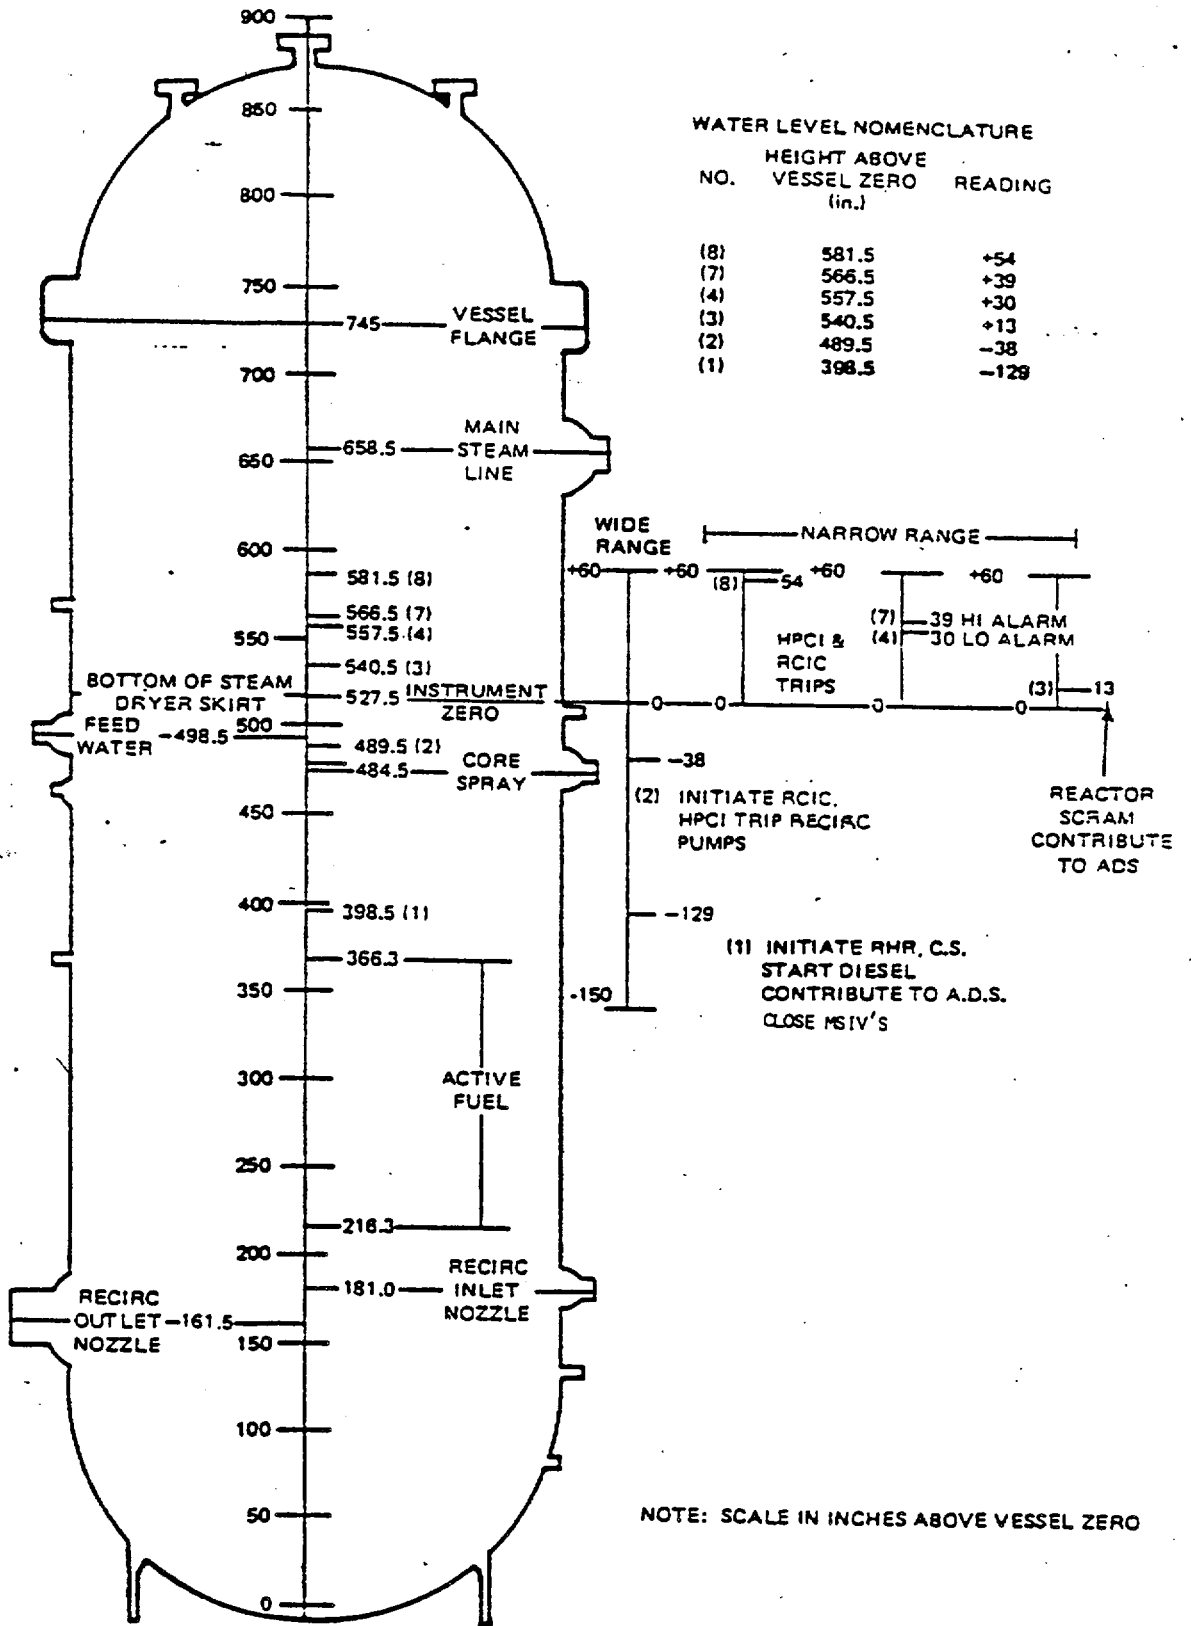 900
850
800
750
745 VESSEL FLANGE
700
MAIN STEAM LINE
658.5
650
600
581.5 (8)
566.5 (7)
557.5 (4)
550
540.5 (3)
BOTTOM OF STEAM DRYER SKIRT
527.5 INSTRUMENT ZERO
500
FEED WATER -498.5
489.5 (2)
484.5 CORE SPRAY
450
400
398.5 (1)
366.3
350
300
ACTIVE FUEL
250
216.3
200
181.0 RECIRC INLET NOZZLE
RECIRC OUTLET NOZZLE -161.5
150
100
50
0
WATER LEVEL NOMENCLATURE
NO. HEIGHT ABOVE VESSEL ZERO (in.) READING
(8) 581.5 +54
(7) 566.5 +39
(4) 557.5 +30
(3) 540.5 +13
(2) 489.5 -38
(1) 398.5 -129
WIDE RANGE
NARROW RANGE
+60 +60 +60 +60
(8) 54
(7) 39 HI ALARM
(4) 30 LO ALARM
HPCI & RCIC TRIPS
(3) 13
0 0 0 0
-38
(2) INITIATE RCIC,
HPCI TRIP RECIRC
PUMPS
REACTOR
SCRAM
CONTRIBUTE
TO ADS
-129
(1) INITIATE RHR, C.S.
START DIESEL
CONTRIBUTE TO A.D.S.
CLOSE MSIV'S
-150
NOTE: SCALE IN INCHES ABOVE VESSEL ZERO